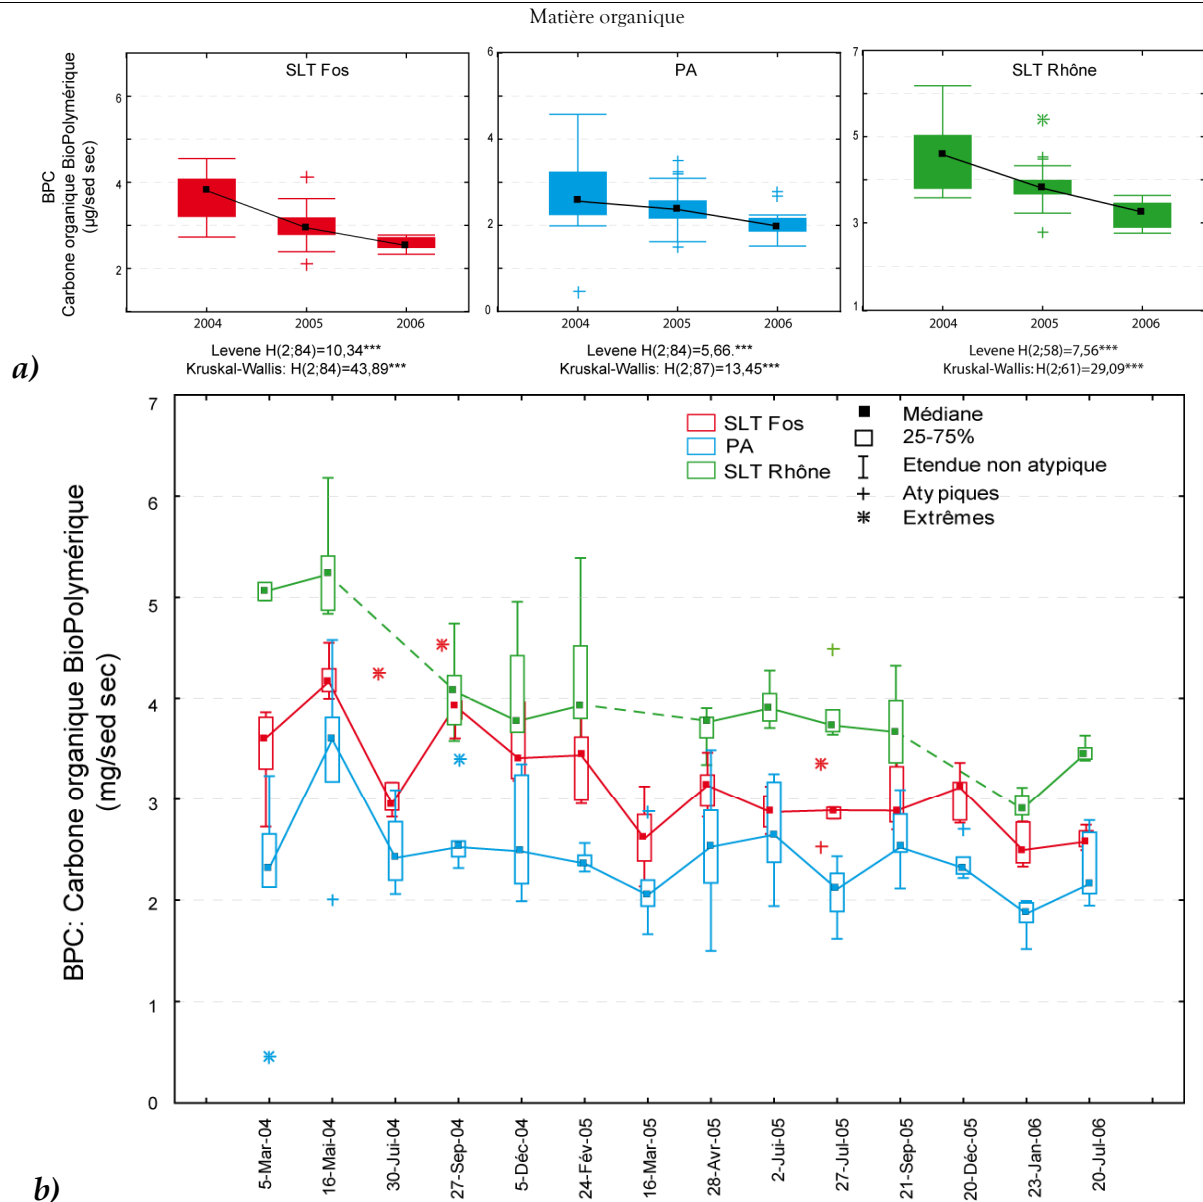 Matière organique
BPC
Carbone organique BioPolymérique
(µg/sed sec)
SLT Fos
6
4
2
2004
2005
2006
PA
6
4
2
0
2004
2005
2006
SLT Rhône
7
5
3
1
2004
2005
2006
Levene H(2;84)=10,34***
Kruskal-Wallis: H(2;84)=43,89***
Levene H(2;84)=5,66.***
Kruskal-Wallis: H(2;87)=13,45***
Levene H(2;58)=7,56***
Kruskal-Wallis: H(2;61)=29,09***
a)
BPC: Carbone organique BioPolymérique
(mg/sed sec)
7
6
5
4
3
2
1
0
SLT Fos
PA
SLT Rhône
Médiane
25-75%
Etendue non atypique
Aty piques
Extrêmes
5-Mar-04
16-Mai-04
30-Jui-04
27-Sep-04
5-Déc-04
24-Fév-05
16-Mar-05
28-Avr-05
2-Jui-05
27-Jul-05
21-Sep-05
20-Déc-05
23-Jan-06
20-Jul-06
b)